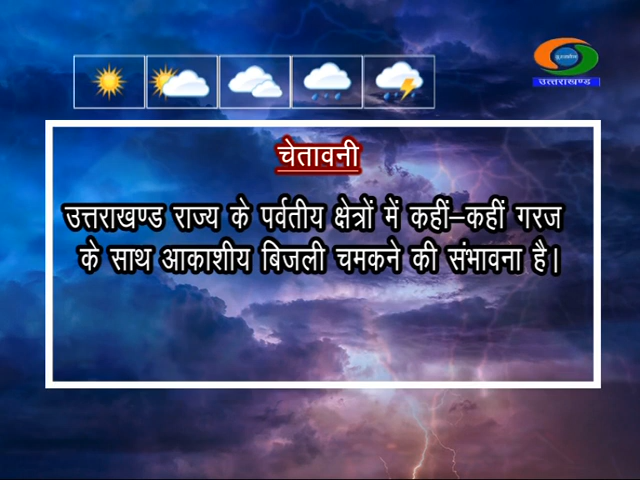 उत्तराखण्ड
चेतावनी
उत्तराखण्ड राज्य के पर्वतीय क्षेत्रों में कहीं–कहीं गरज
के साथ आकाशीय बिजली चमकने की संभावना है।